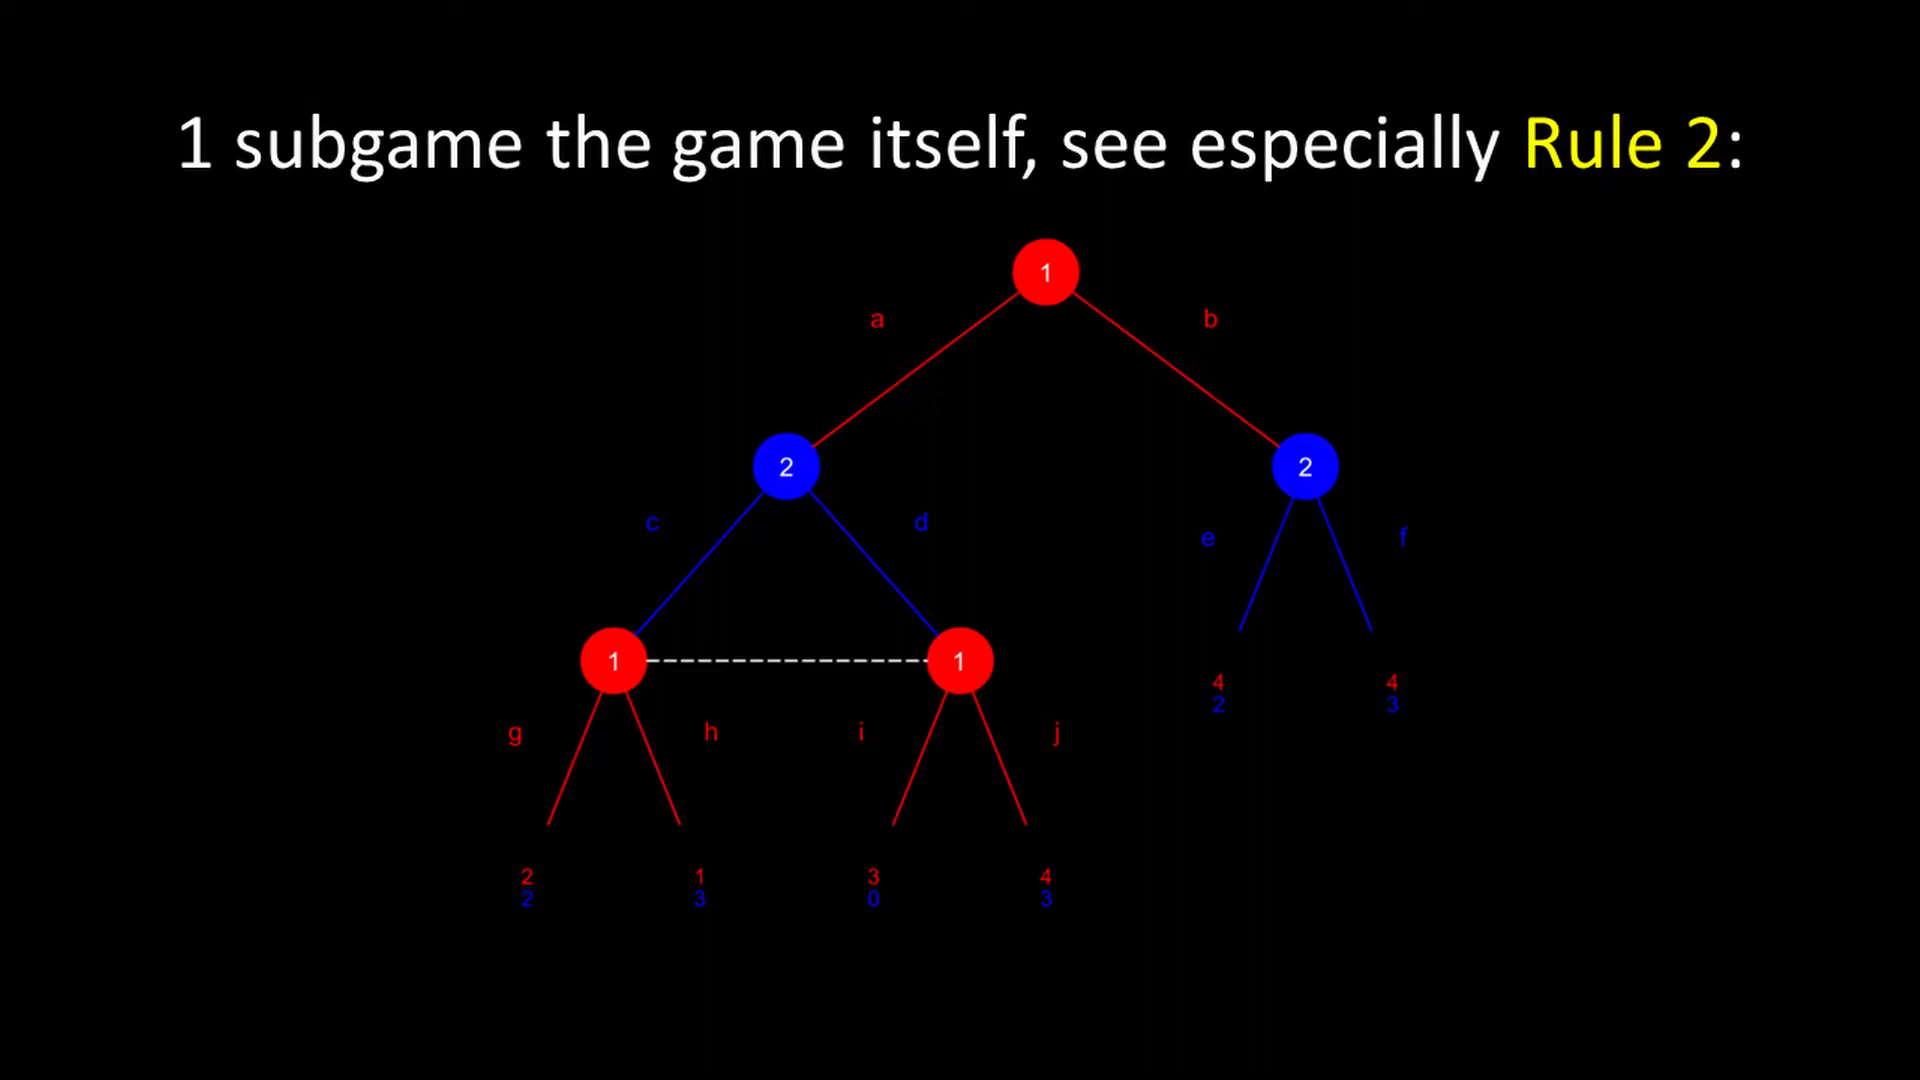 1 subgame the game itself, see especially Rule 2:
1
a b
2 2
c d
e f
1 1
4 4
2 3
g h i j
2 1 3 4
2 3 0 3